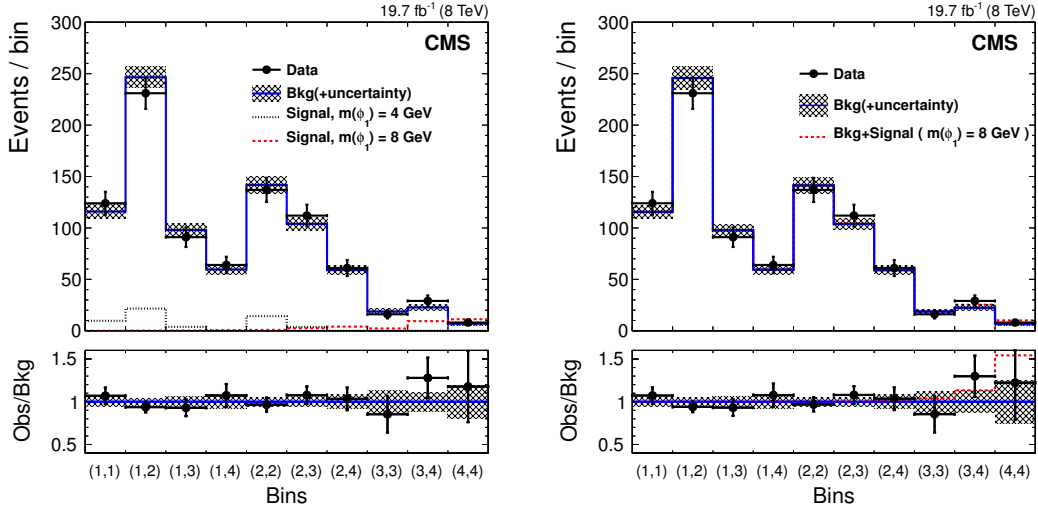 19.7 fb⁻¹ (8 TeV)
CMS
Data
Bkg(+uncertainty)
Signal, m(ϕ₁) = 4 GeV
Signal, m(ϕ₁) = 8 GeV
Events / bin
300
250
200
150
100
50
0
Obs/Bkg
1.5
1
0.5
(1,1) (1,2) (1,3) (1,4) (2,2) (2,3) (2,4) (3,3) (3,4) (4,4)
Bins
19.7 fb⁻¹ (8 TeV)
CMS
Data
Bkg(+uncertainty)
Bkg+Signal ( m(ϕ₁) = 8 GeV )
Events / bin
300
250
200
150
100
50
0
Obs/Bkg
1.5
1
0.5
(1,1) (1,2) (1,3) (1,4) (2,2) (2,3) (2,4) (3,3) (3,4) (4,4)
Bins